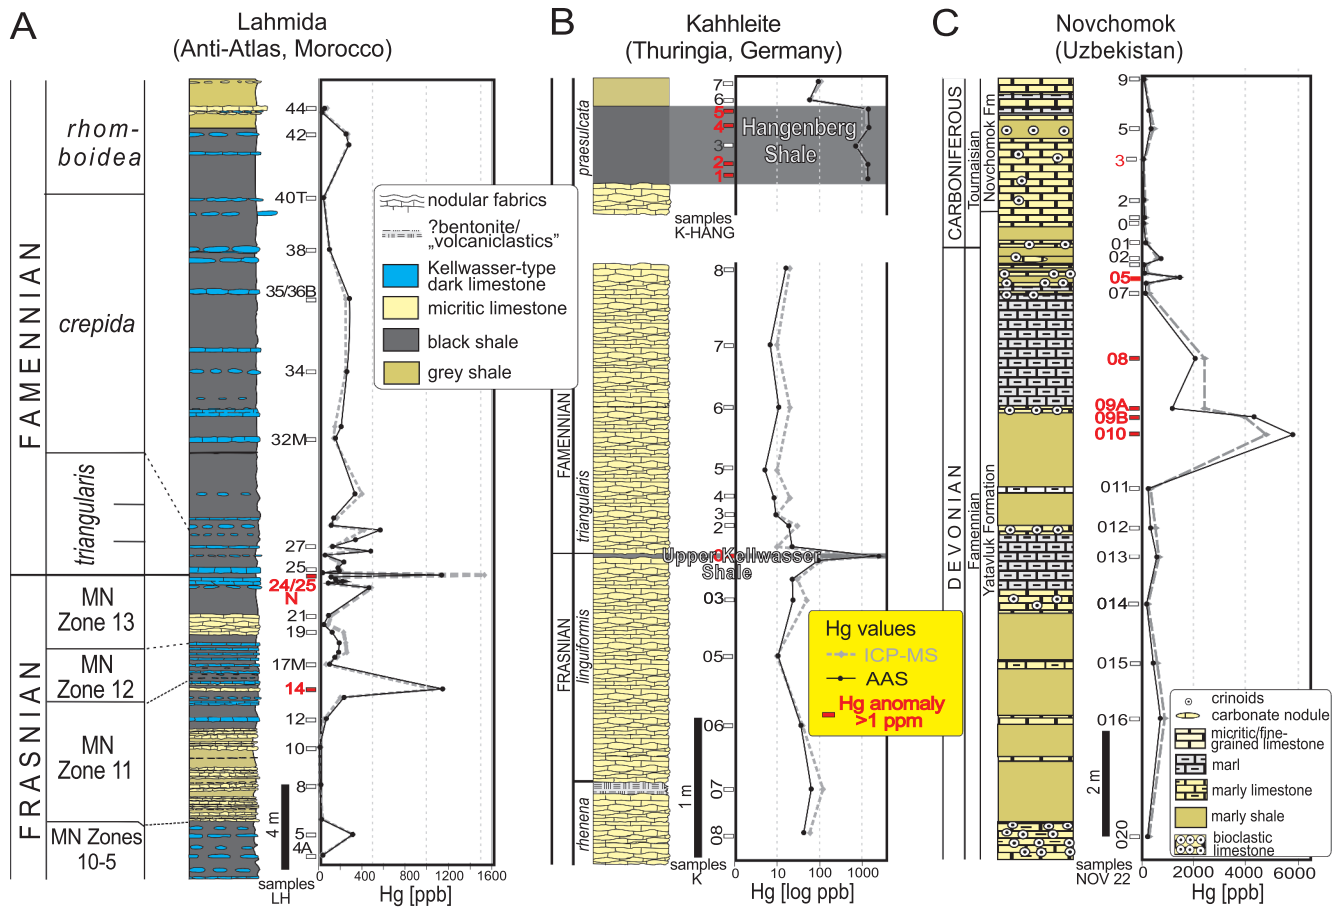 A
Lahmida
(Anti-Atlas, Morocco)
FAMENNIAN
FRASNIAN
rhom-
boidea
crepida
triangularis
MN
Zone 13
MN
Zone 12
MN
Zone 11
MN Zones
10-5
44
42
40T
38
35/36B
34
32M
27
25
24/25
N
21
19
17M
14
12
10
8
5
4A
4 m
samples
LH
0
400
800
1200
1600
Hg [ppb]
nodular fabrics
?bentonite/
„volcaniclastics”
Kellwasser-type
dark limestone
micritic limestone
black shale
grey shale
B
Kahhleite
(Thuringia, Germany)
praesulcata
7
6
5
4
3
2
1
Hangenberg
Shale
samples
K-HANG
FAMENNIAN
FRASNIAN
triangularis
linguiformis
rhenena
8
7
6
5
4
3
2
0
Upper Kellwasser
Shale
03
05
06
07
08
1 m
samples
K
0
10
100
1000
Hg [log ppb]
Hg values
ICP-MS
AAS
Hg anomaly
>1 ppm
C
Novchomok
(Uzbekistan)
CARBONIFEROUS
Tournaisian
Novchomok Fm
DEVONIAN
Famennian
Yatavluk Formation
9
5
3
2
0
01
02
05
07
08
09A
09B
010
011
012
013
014
015
016
020
2 m
samples
NOV 22
0
2000
4000
6000
Hg [ppb]
crinoids
carbonate nodule
micritic/fine-
grained limestone
marl
marly limestone
marly shale
bioclastic
limestone